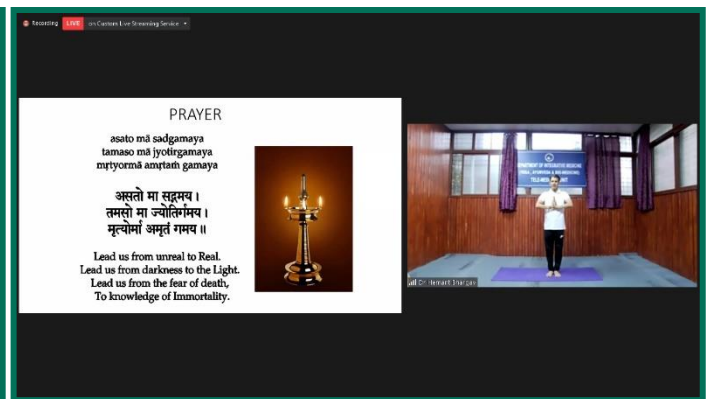 Recording LIVE on Custom Live Streaming Service
PRAYER
asato mā sadgamaya
tamaso mā jyotirgamaya
mṛtyormā amṛtaṁ gamaya
असतो मा सद्गमय ।
तमसो मा ज्योतिर्गमय ।
मृत्योर्मा अमृतं गमय ॥
Lead us from unreal to Real.
Lead us from darkness to the Light.
Lead us from the fear of death,
To knowledge of Immortality.
DEPARTMENT OF INTEGRATIVE MEDICINE
Dr Hemant Bhargav